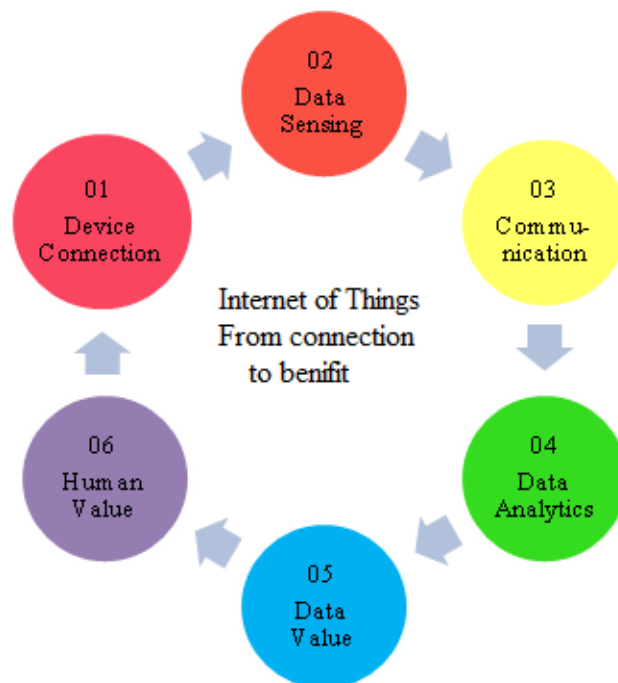 01
Device
Connection
02
Data
Sensing
03
Commu-
nication
04
Data
Analytics
05
Data
Value
06
Human
Value
Internet of Things
From connection
to benifit